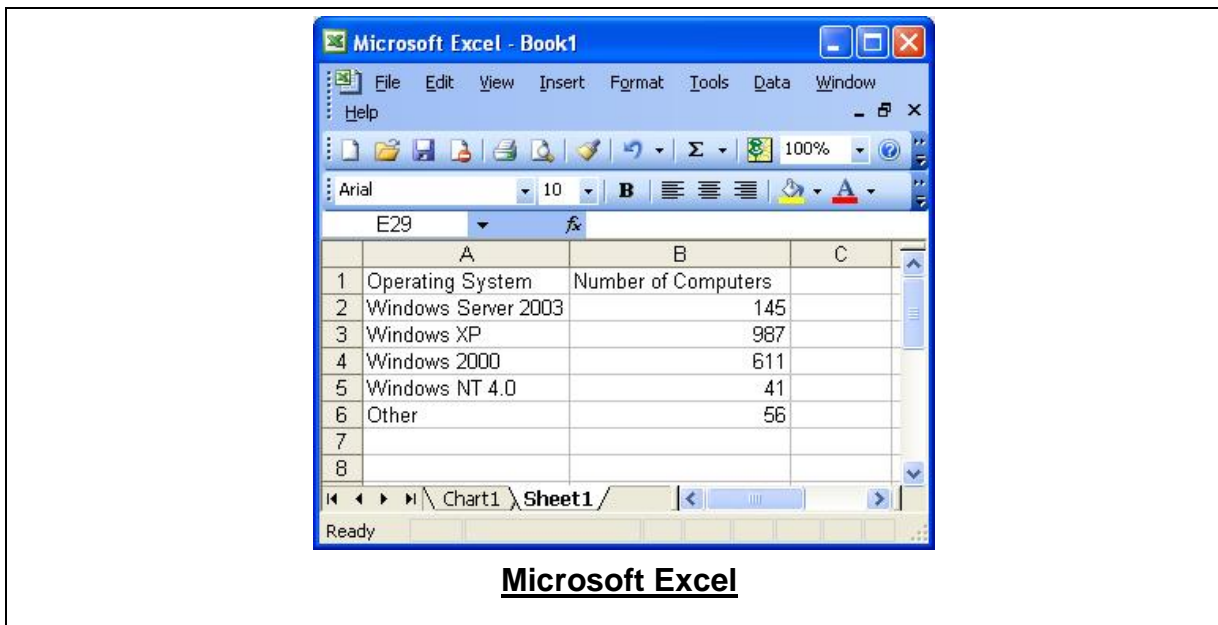 Microsoft Excel - Book1
File Edit View Insert Format Tools Data Window
Help
Σ 100%
Arial 10 B A
E29 fx
A B C
1 Operating System Number of Computers
2 Windows Server 2003 145
3 Windows XP 987
4 Windows 2000 611
5 Windows NT 4.0 41
6 Other 56
7
8
Chart1 Sheet1
Ready
Microsoft Excel